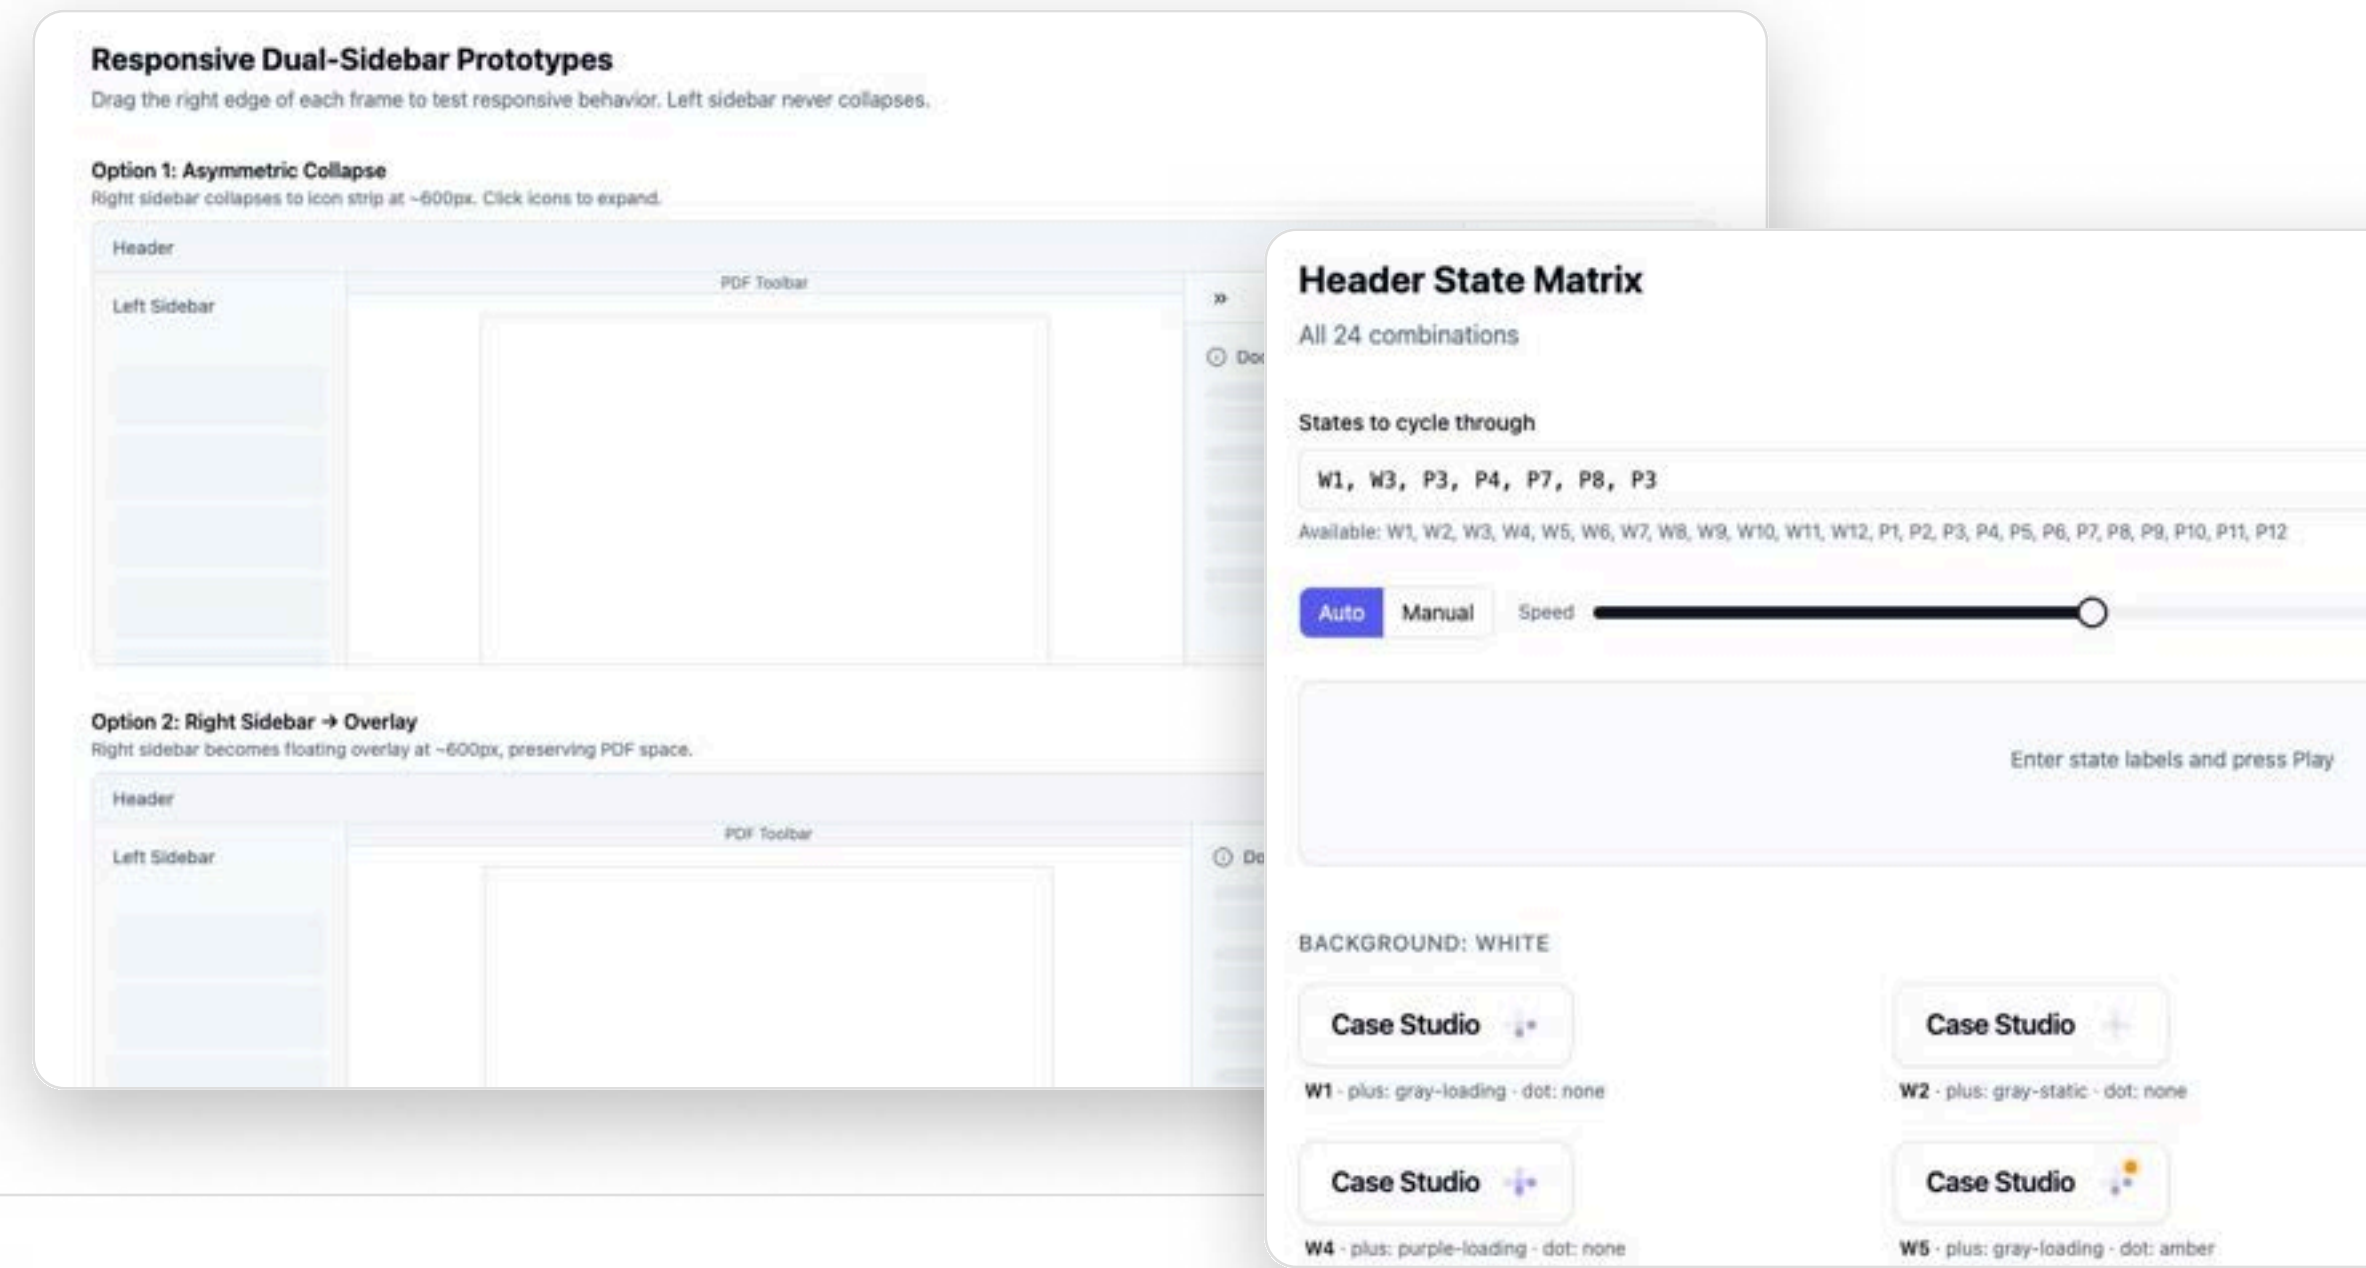 Responsive Dual-Sidebar Prototypes
Drag the right edge of each frame to test responsive behavior. Left sidebar never collapses.
Option 1: Asymmetric Collapse
Right sidebar collapses to icon strip at ~600px. Click icons to expand.
Header
PDF Toolbar
Left Sidebar
»
Option 2: Right Sidebar → Overlay
Right sidebar becomes floating overlay at ~600px, preserving PDF space.
Header
PDF Toolbar
Left Sidebar
Header State Matrix
All 24 combinations
States to cycle through
W1, W3, P3, P4, P7, P8, P3
Available: W1, W2, W3, W4, W5, W6, W7, W8, W9, W10, W11, W12, P1, P2, P3, P4, P5, P6, P7, P8, P9, P10, P11, P12
Auto Manual Speed
Enter state labels and press Play
BACKGROUND: WHITE
Case Studio
W1 · plus: gray-loading · dot: none
Case Studio
W2 · plus: gray-static · dot: none
Case Studio
W4 · plus: purple-loading · dot: none
Case Studio
W5 · plus: gray-loading · dot: amber